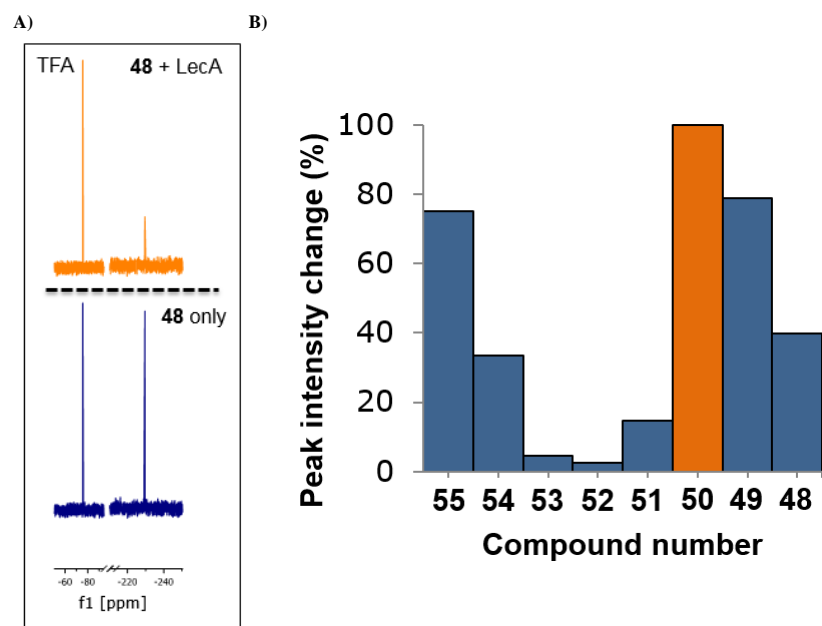 A)
B)
TFA
48 + LecA
48 only
-60 -80 -220 -240
f1 [ppm]
Peak intensity change (%)
100
80
60
40
20
0
55 54 53 52 51 50 49 48
Compound number